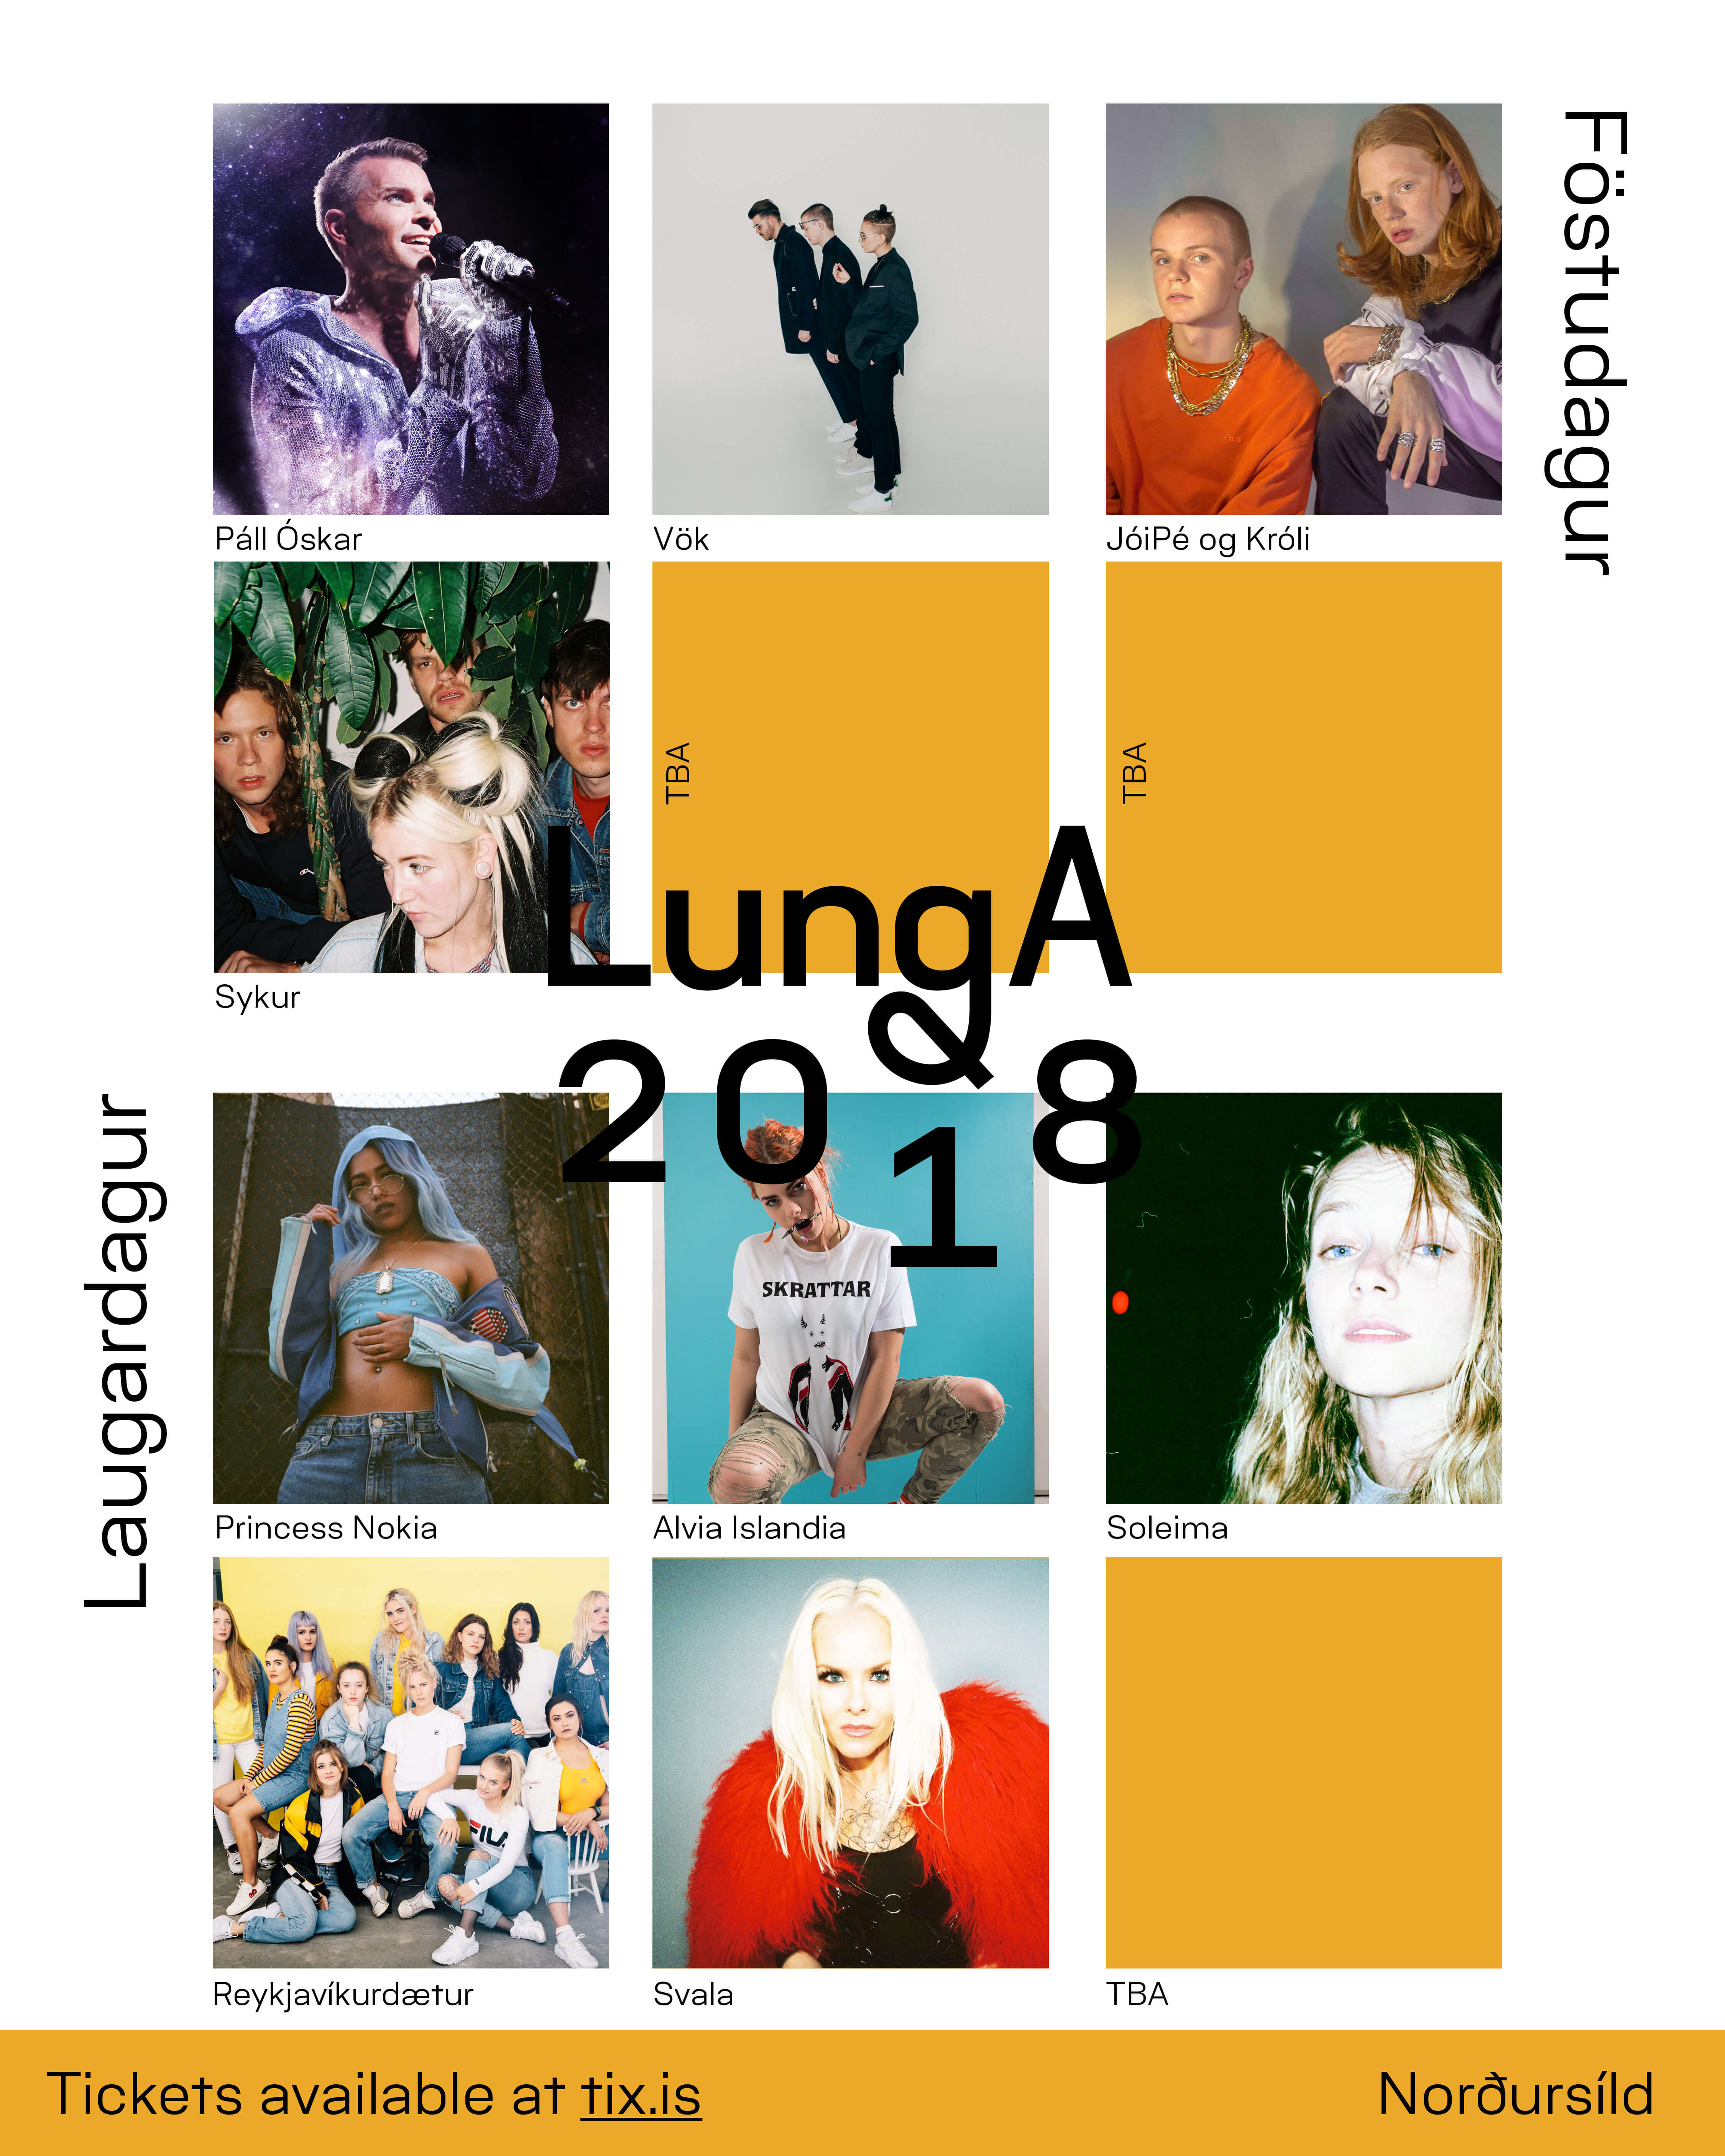 Föstudagur
Páll Óskar
Vök
JóiPé og Króli
TBA
TBA
Sykur
LungA
2018
Laugardagur
SKRATTAR
Princess Nokia
Alvia Islandia
Soleima
FILA
Reykjavíkurdætur
Svala
TBA
Tickets available at tix.is
Norðursíld